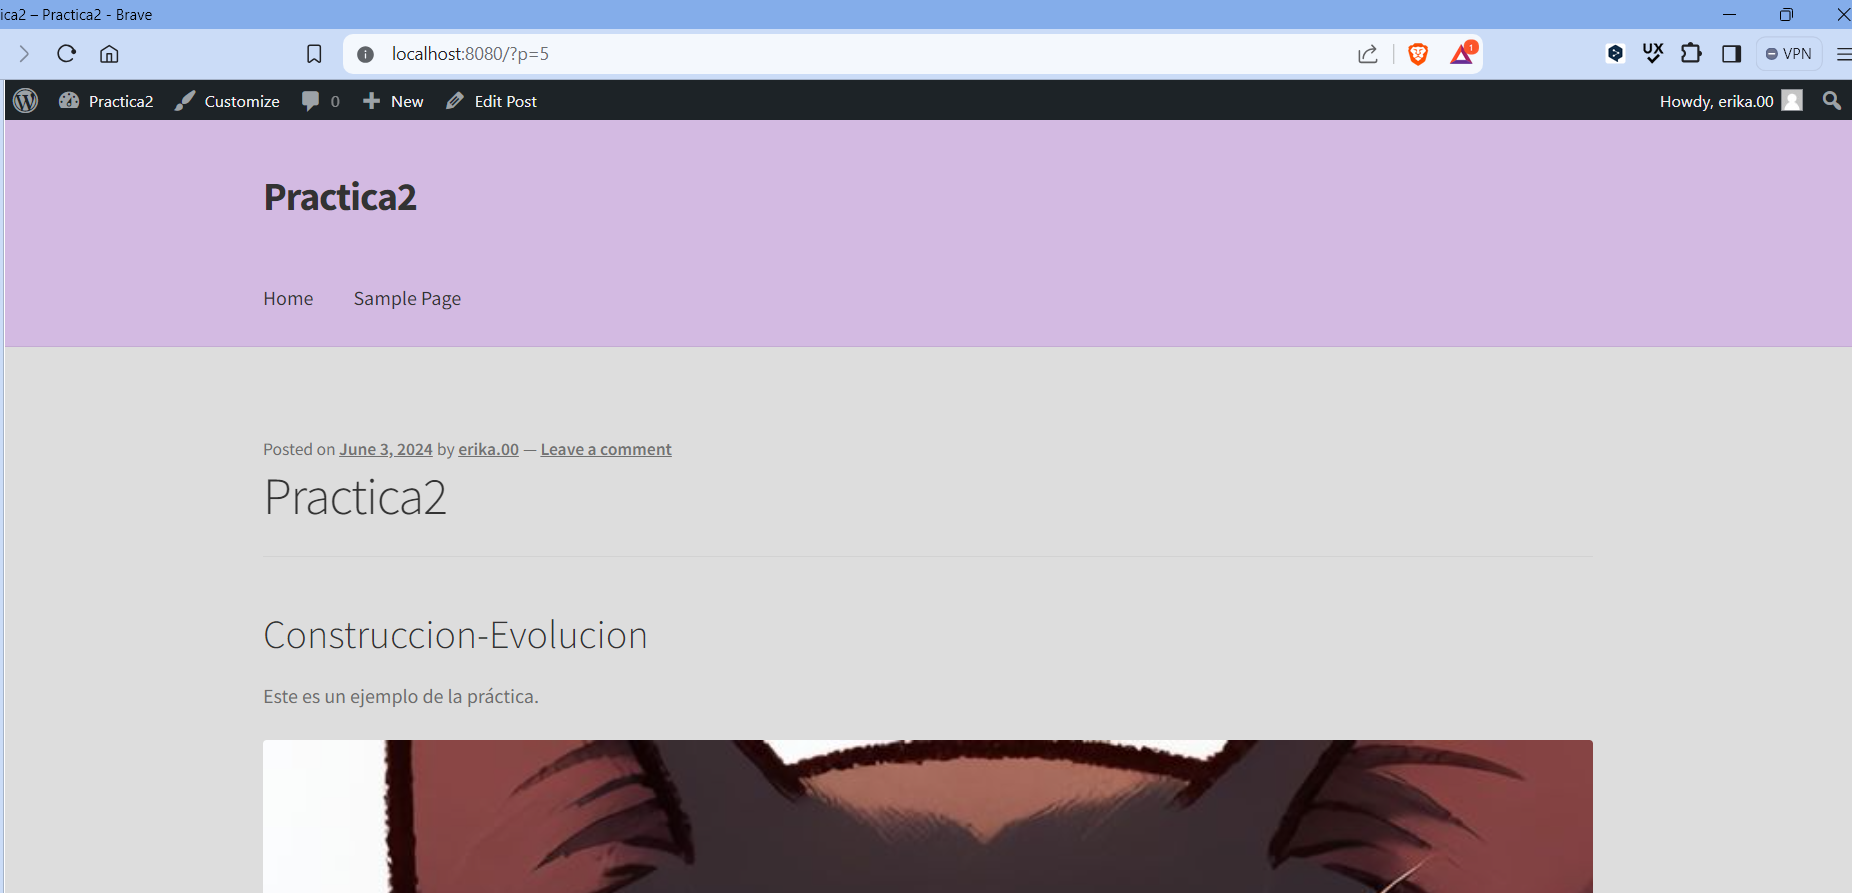 ica2 – Practica2 - Brave
localhost:8080/?p=5
1
UX
VPN
Practica2 Customize 0 New Edit Post Howdy, erika.00
Practica2
Home Sample Page
Posted on June 3, 2024 by erika.00 — Leave a comment
Practica2
Construccion-Evolucion
Este es un ejemplo de la práctica.